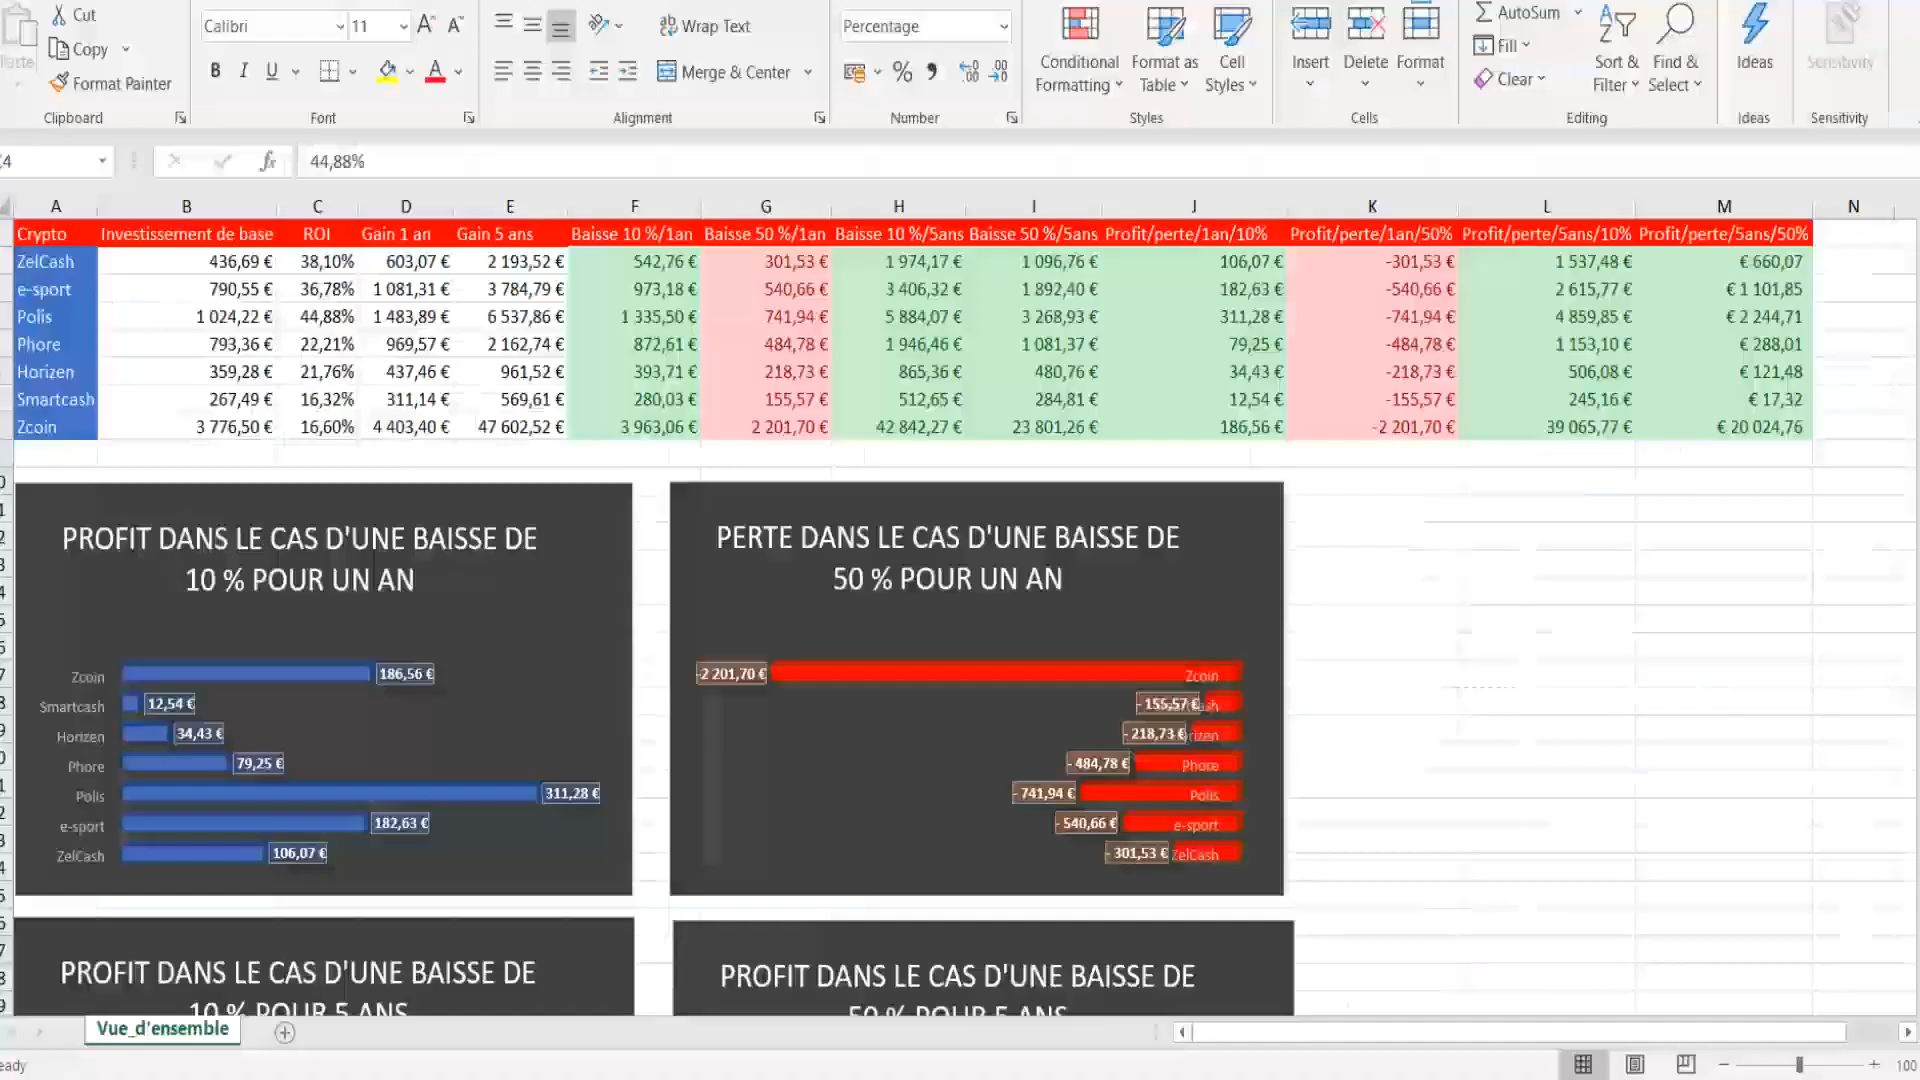 Cut
Copy
Format Painter
Clipboard
Calibri 11
B I U
Font
Wrap Text
Merge & Center
Alignment
Percentage
Number
Conditional Formatting
Format as Table
Cell Styles
Styles
Insert
Delete
Format
Cells
AutoSum
Fill
Clear
Sort & Filter
Find & Select
Editing
Ideas
Ideas
Sensitivity
Sensitivity
fx 44,88%
A B C D E F G H I J K L M N
Crypto Investissement de base ROI Gain 1 an Gain 5 ans Baisse 10 %/1an Baisse 50 %/1an Baisse 10 %/5ans Baisse 50 %/5ans Profit/perte/1an/10% Profit/perte/1an/50% Profit/perte/5ans/10% Profit/perte/5ans/50%
ZelCash 436,69 € 38,10% 603,07 € 2 193,52 € 542,76 € 301,53 € 1 974,17 € 1 096,76 € 106,07 € -301,53 € 1 537,48 € € 660,07
e-sport 790,55 € 36,78% 1 081,31 € 3 784,79 € 973,18 € 540,66 € 3 406,32 € 1 892,40 € 182,63 € -540,66 € 2 615,77 € € 1 101,85
Polis 1 024,22 € 44,88% 1 483,89 € 6 537,86 € 1 335,50 € 741,94 € 5 884,07 € 3 268,93 € 311,28 € -741,94 € 4 859,85 € € 2 244,71
Phore 793,36 € 22,21% 969,57 € 2 162,74 € 872,61 € 484,78 € 1 946,46 € 1 081,37 € 79,25 € -484,78 € 1 153,10 € € 288,01
Horizen 359,28 € 21,76% 437,46 € 961,52 € 393,71 € 218,73 € 865,36 € 480,76 € 34,43 € -218,73 € 506,08 € € 121,48
Smartcash 267,49 € 16,32% 311,14 € 569,61 € 280,03 € 155,57 € 512,65 € 284,81 € 12,54 € -155,57 € 245,16 € € 17,32
Zcoin 3 776,50 € 16,60% 4 403,40 € 47 602,52 € 3 963,06 € 2 201,70 € 42 842,27 € 23 801,26 € 186,56 € -2 201,70 € 39 065,77 € € 20 024,76
PROFIT DANS LE CAS D'UNE BAISSE DE
10 % POUR UN AN
Zcoin 186,56 €
Smartcash 12,54 €
Horizen 34,43 €
Phore 79,25 €
Polis 311,28 €
e-sport 182,63 €
ZelCash 106,07 €
PERTE DANS LE CAS D'UNE BAISSE DE
50 % POUR UN AN
-2 201,70 € Zcoin
- 155,57 €
- 218,73 €
- 484,78 € Phore
- 741,94 € Polis
- 540,66 € e-sport
- 301,53 € ZelCash
PROFIT DANS LE CAS D'UNE BAISSE DE
10 % POUR 5 ANS
PROFIT DANS LE CAS D'UNE BAISSE DE
50 % POUR 5 ANS
Vue_d'ensemble
100